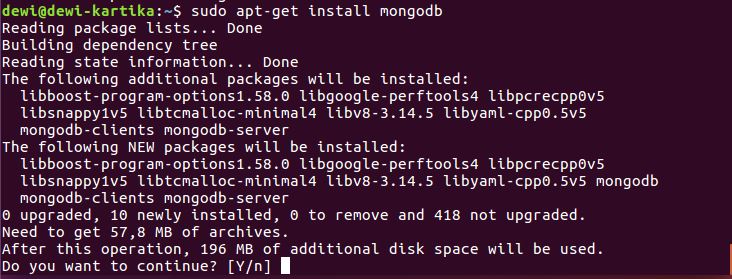 dewi@dewi-kartika:~$ sudo apt-get install mongodb
Reading package lists... Done
Building dependency tree
Reading state information... Done
The following additional packages will be installed:
  libboost-program-options1.58.0 libgoogle-perftools4 libpcrecpp0v5
  libsnappy1v5 libtcmalloc-minimal4 libv8-3.14.5 libyaml-cpp0.5v5
  mongodb-clients mongodb-server
The following NEW packages will be installed:
  libboost-program-options1.58.0 libgoogle-perftools4 libpcrecpp0v5
  libsnappy1v5 libtcmalloc-minimal4 libv8-3.14.5 libyaml-cpp0.5v5 mongodb
  mongodb-clients mongodb-server
0 upgraded, 10 newly installed, 0 to remove and 418 not upgraded.
Need to get 57,8 MB of archives.
After this operation, 196 MB of additional disk space will be used.
Do you want to continue? [Y/n]